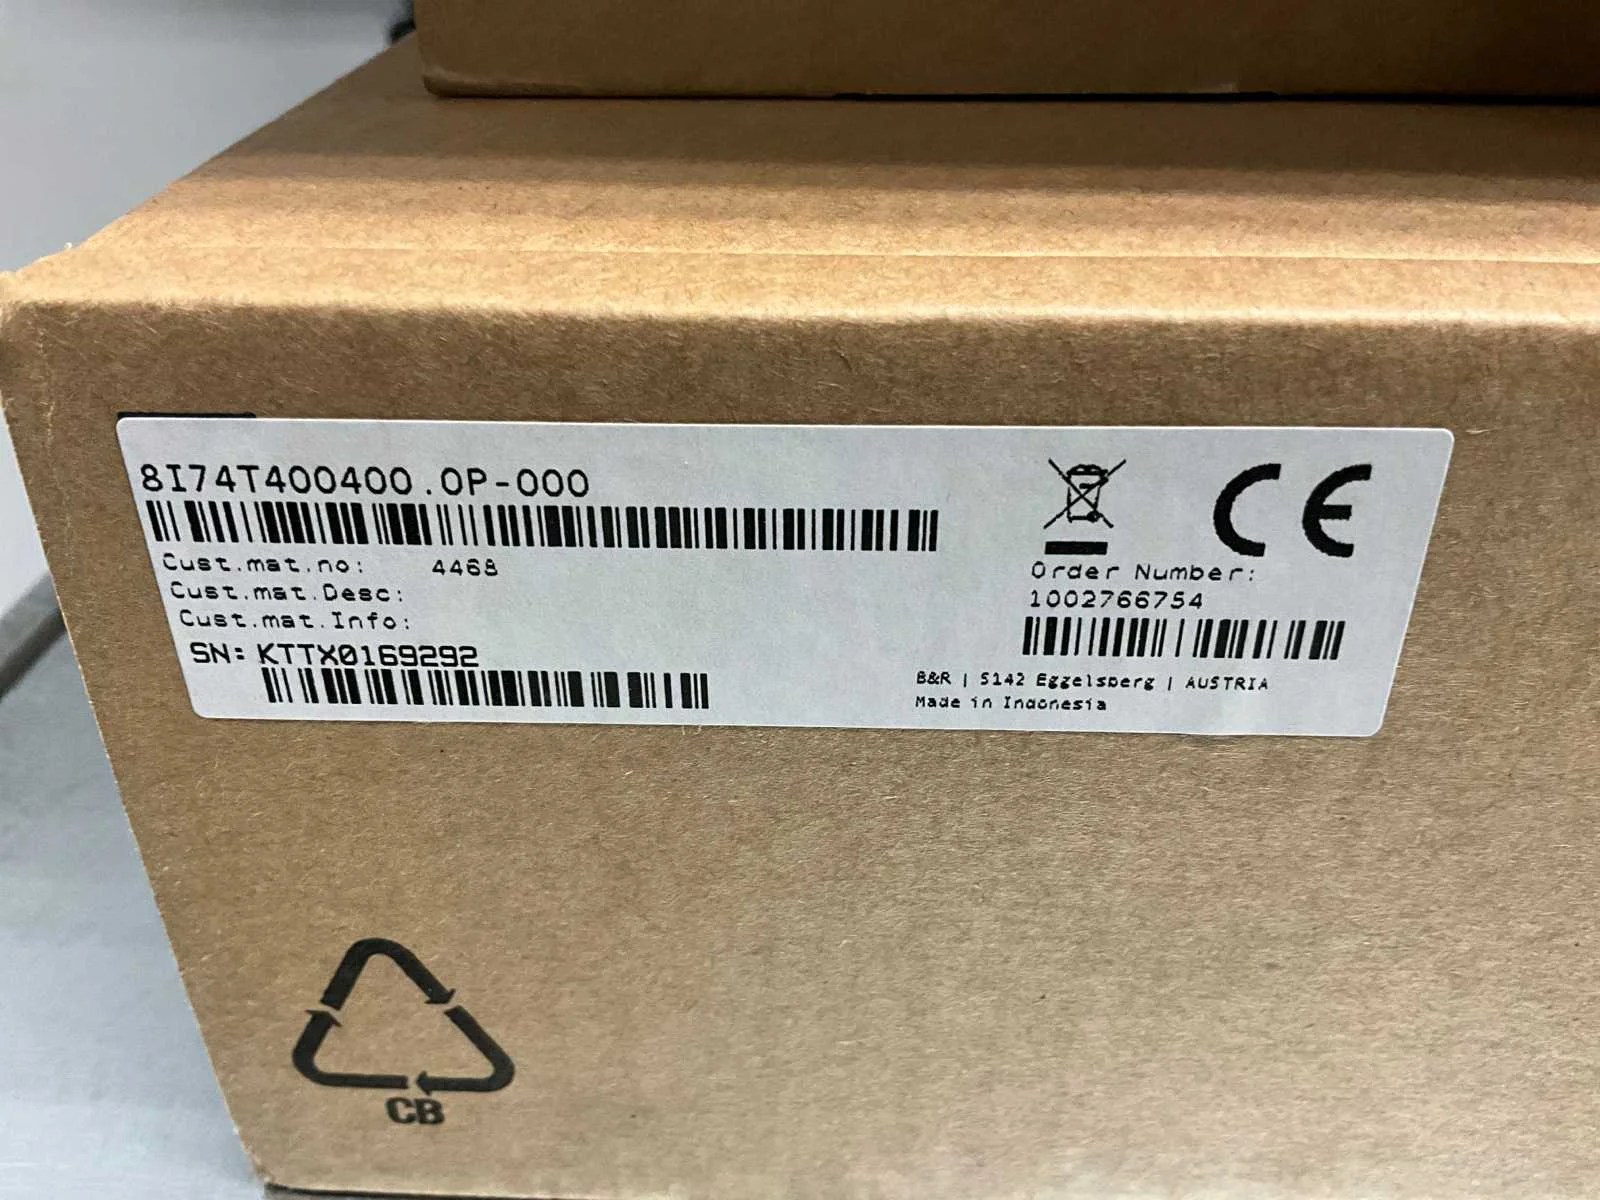 8I74T400400.0P-000
Cust.mat.no: 4468
Cust.mat.Desc:
Cust.mat.Info:
SN: KTTX0169292
CE
Order Number:
1002766754
B&R | 5142 Eggelsberg | AUSTRIA
Made in Indonesia
CB